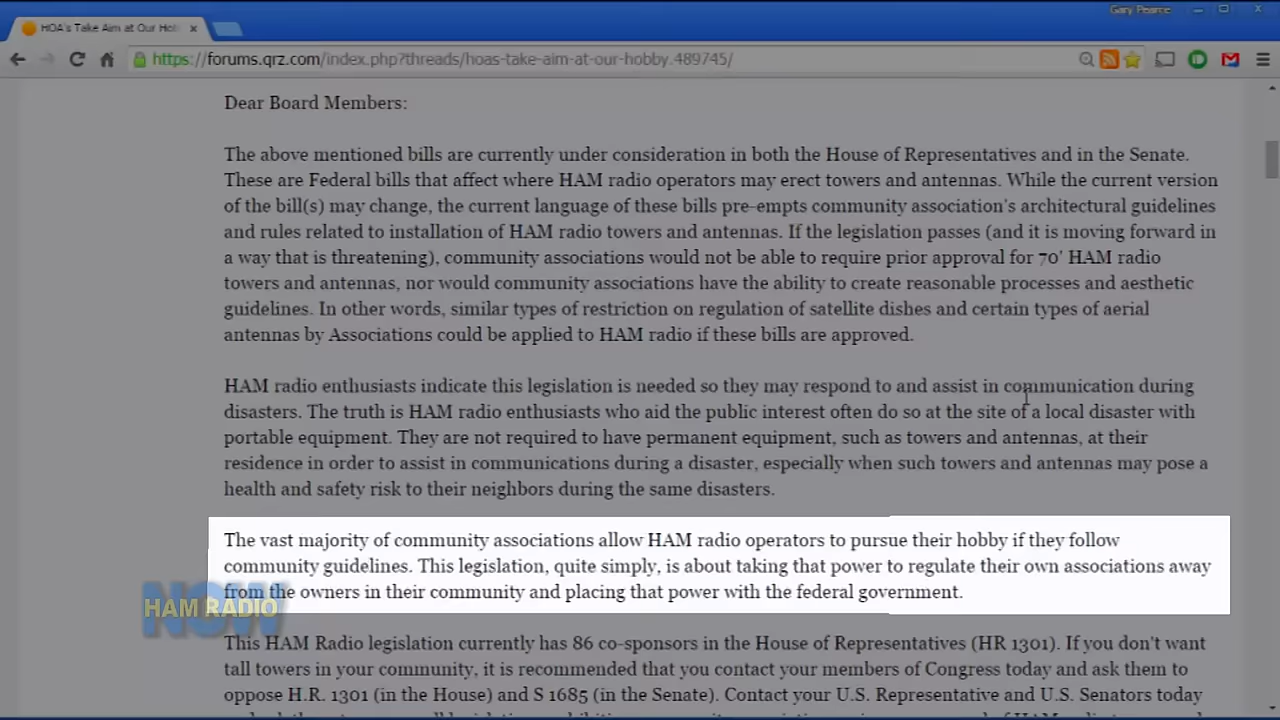 Gary Pearce
HOA's Take Aim at Our Hob
https://forums.qrz.com/index.php?threads/hoas-take-aim-at-our-hobby.489745/
Dear Board Members:
The above mentioned bills are currently under consideration in both the House of Representatives and in the Senate.
These are Federal bills that affect where HAM radio operators may erect towers and antennas. While the current version
of the bill(s) may change, the current language of these bills pre-empts community association's architectural guidelines
and rules related to installation of HAM radio towers and antennas. If the legislation passes (and it is moving forward in
a way that is threatening), community associations would not be able to require prior approval for 70' HAM radio
towers and antennas, nor would community associations have the ability to create reasonable processes and aesthetic
guidelines. In other words, similar types of restriction on regulation of satellite dishes and certain types of aerial
antennas by Associations could be applied to HAM radio if these bills are approved.
HAM radio enthusiasts indicate this legislation is needed so they may respond to and assist in communication during
disasters. The truth is HAM radio enthusiasts who aid the public interest often do so at the site of a local disaster with
portable equipment. They are not required to have permanent equipment, such as towers and antennas, at their
residence in order to assist in communications during a disaster, especially when such towers and antennas may pose a
health and safety risk to their neighbors during the same disasters.
The vast majority of community associations allow HAM radio operators to pursue their hobby if they follow
community guidelines. This legislation, quite simply, is about taking that power to regulate their own associations away
from the owners in their community and placing that power with the federal government.
HAM RADIO
NOW
This HAM Radio legislation currently has 86 co-sponsors in the House of Representatives (HR 1301). If you don't want
tall towers in your community, it is recommended that you contact your members of Congress today and ask them to
oppose H.R. 1301 (in the House) and S 1685 (in the Senate). Contact your U.S. Representative and U.S. Senators today